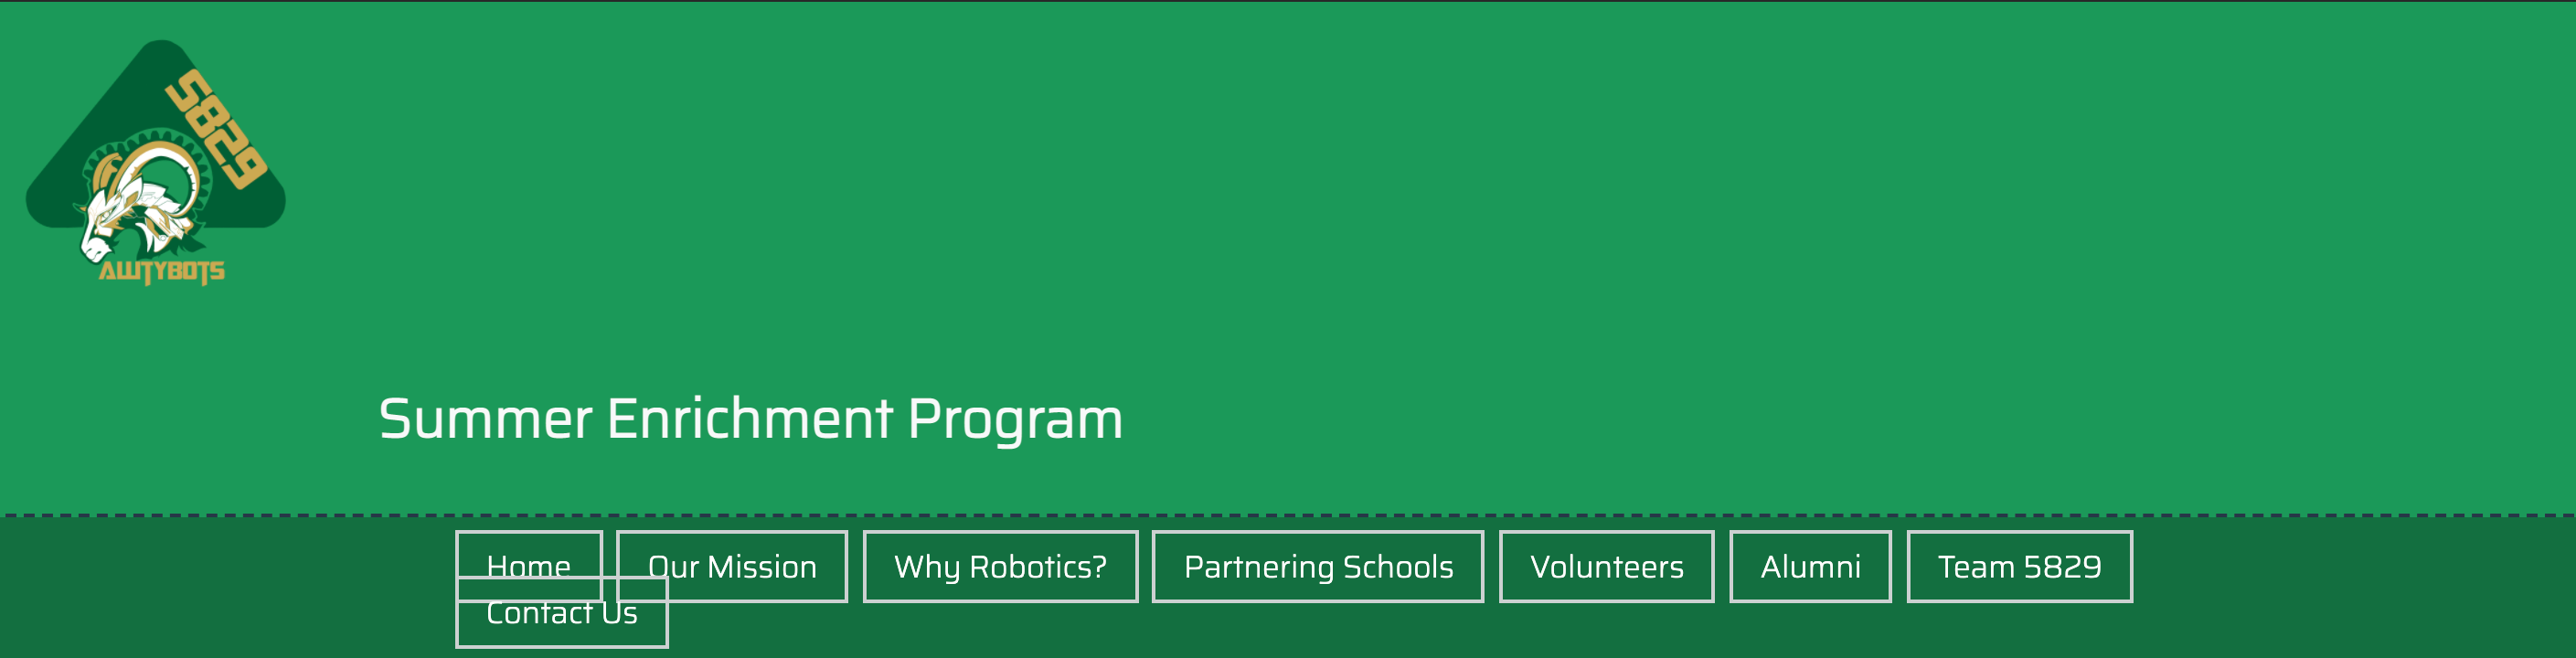 5829
AWTYBOTS
Summer Enrichment Program
Home Our Mission Why Robotics? Partnering Schools Volunteers Alumni Team 5829
Contact Us